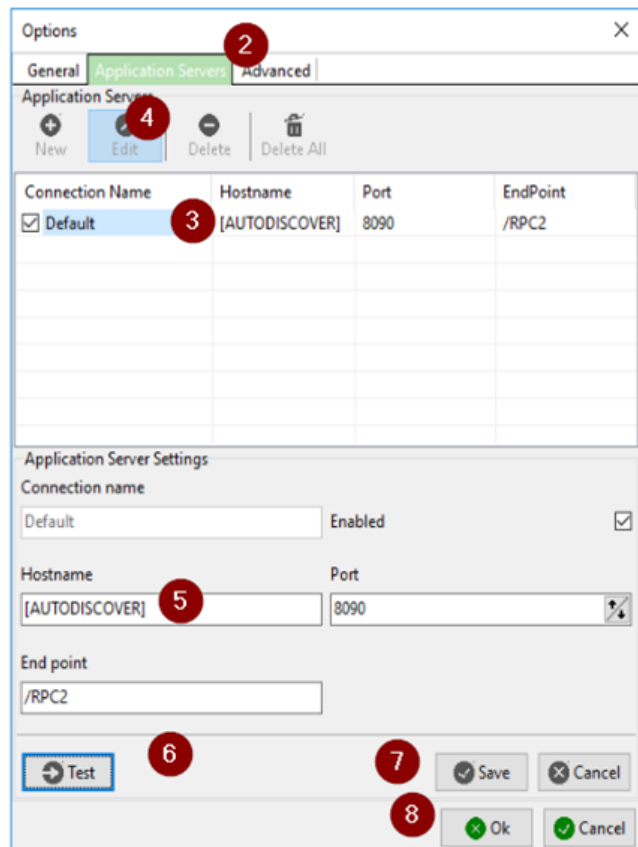 Options
2
General Application Servers Advanced
Application Servers
4
New Edit Delete Delete All
Connection Name Hostname Port EndPoint
Default 3 [AUTODISCOVER] 8090 /RPC2
Application Server Settings
Connection name
Default Enabled
Hostname Port
[AUTODISCOVER] 5 8090
End point
/RPC2
6 7
Test Save Cancel
8
Ok Cancel